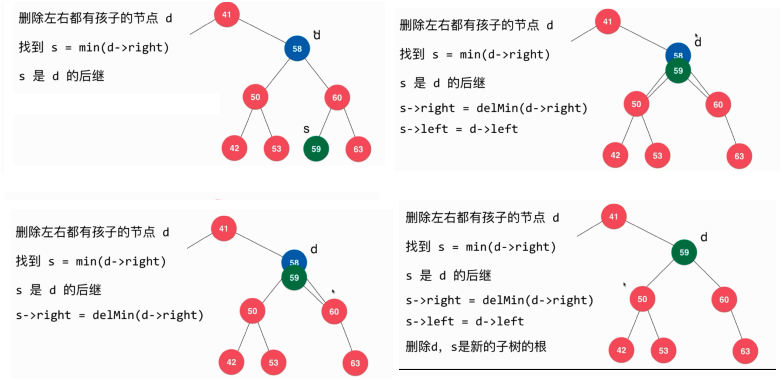 删除左右都有孩子的节点 d
找到 s = min(d->right)
s 是 d 的后继
41
d
58
50
60
s
42
53
59
63
删除左右都有孩子的节点 d
找到 s = min(d->right)
s 是 d 的后继
s->right = delMin(d->right)
s->left = d->left
41
d
58
59
50
60
42
53
63
删除左右都有孩子的节点 d
找到 s = min(d->right)
s 是 d 的后继
s->right = delMin(d->right)
41
d
58
59
50
60
42
53
63
删除左右都有孩子的节点 d
找到 s = min(d->right)
s 是 d 的后继
s->right = delMin(d->right)
s->left = d->left
删除d, s是新的子树的根
41
d
59
50
60
42
53
63